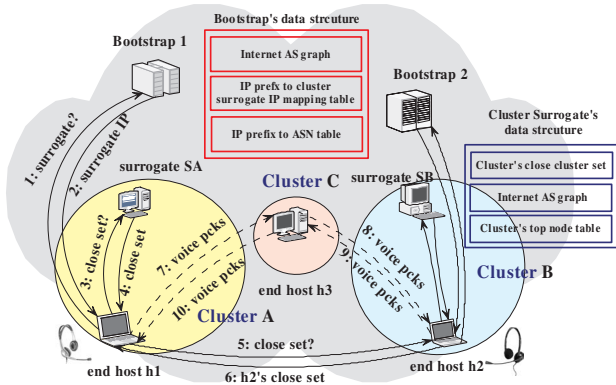 Bootstrap's data strcuture
Bootstrap 1
Internet AS graph
IP prefix to cluster
surrogate IP mapping table
IP prefix to ASN table
Bootstrap 2
Cluster Surrogate's
data strcuture
Cluster's close cluster set
Internet AS graph
Cluster's top node table
1: surrogate?
2: surrogate IP
surrogate SA
Cluster C
surrogate SB
3: close set?
4: close set
7: voice pcks
10: voice pcks
8: voice pcks
9: voice pcks
end host h3
Cluster A
Cluster B
5: close set?
end host h1
end host h2
6: h2's close set